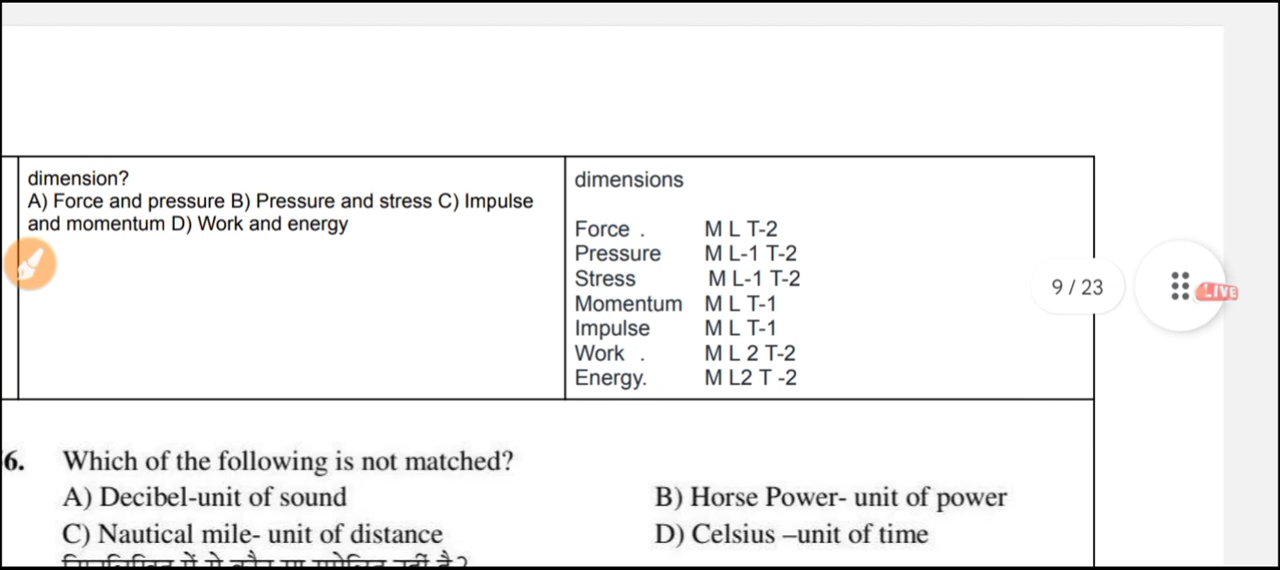 dimension?
A) Force and pressure B) Pressure and stress C) Impulse
and momentum D) Work and energy
dimensions
Force . M L T-2
Pressure M L-1 T-2
Stress M L-1 T-2
Momentum M L T-1
Impulse M L T-1
Work . M L 2 T-2
Energy. M L2 T -2
9 / 23
LIVE
6. Which of the following is not matched?
A) Decibel-unit of sound B) Horse Power- unit of power
C) Nautical mile- unit of distance D) Celsius –unit of time